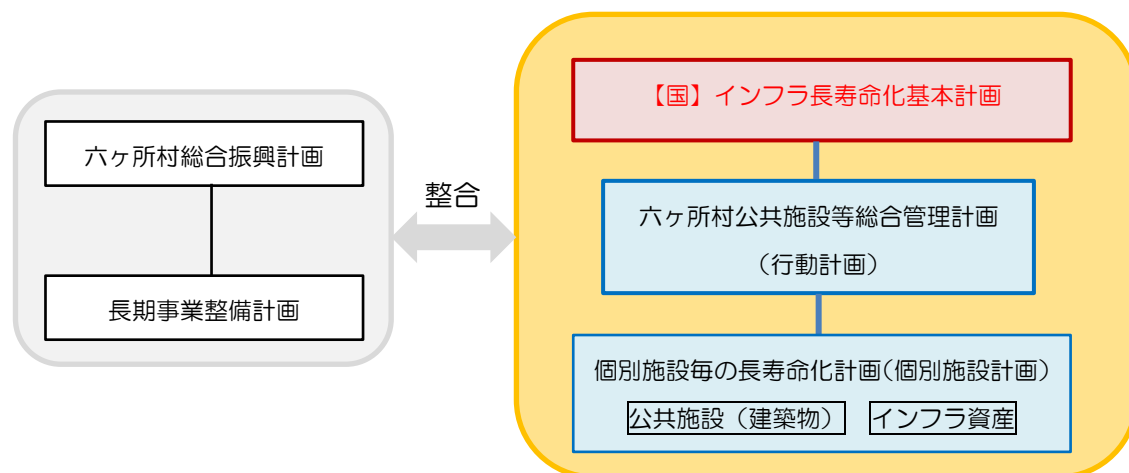 六ヶ所村総合振興計画
長期事業整備計画
整合
【国】インフラ長寿命化基本計画
六ヶ所村公共施設等総合管理計画
（行動計画）
個別施設毎の長寿命化計画（個別施設計画）
公共施設（建築物） インフラ資産